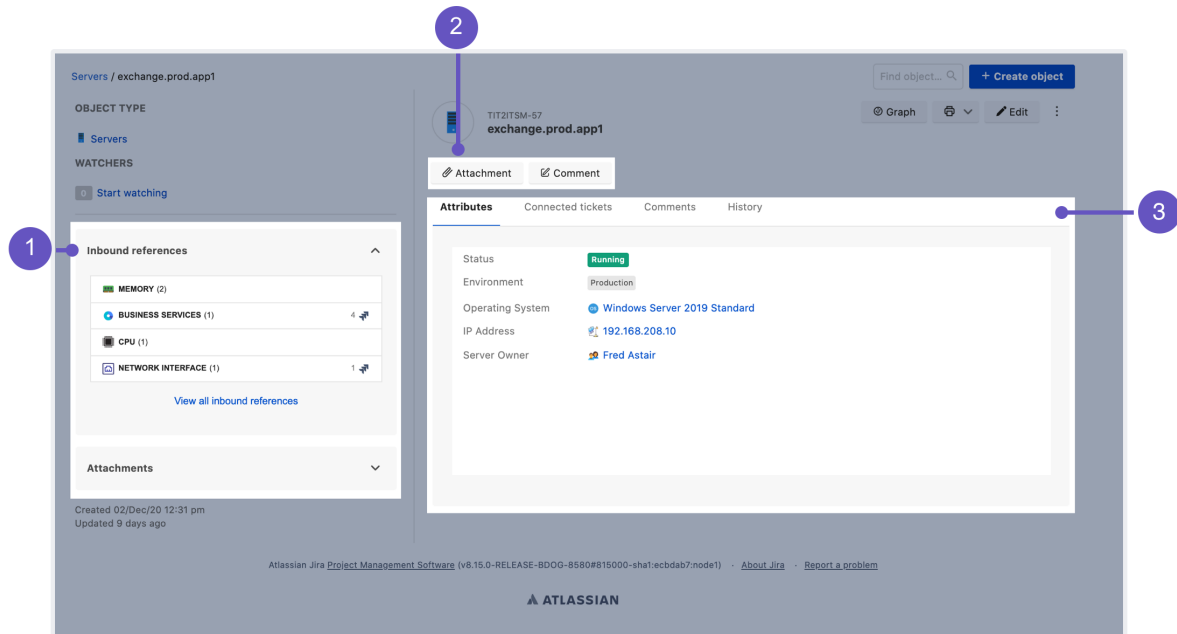 2
Servers / exchange.prod.app1
Find object...
+ Create object
OBJECT TYPE
Servers
WATCHERS
0 Start watching
TIT2ITSM-57
exchange.prod.app1
Graph
Edit
Attachment
Comment
1
Inbound references
MEMORY (2)
BUSINESS SERVICES (1) 4
CPU (1)
NETWORK INTERFACE (1) 1
View all inbound references
Attachments
Created 02/Dec/20 12:31 pm
Updated 9 days ago
3
Attributes Connected tickets Comments History
Status Running
Environment Production
Operating System Windows Server 2019 Standard
IP Address 192.168.208.10
Server Owner Fred Astair
Atlassian Jira Project Management Software (v8.15.0-RELEASE-BDOG-8580#815000-sha1:ecbdab7:node1) · About Jira · Report a problem
ATLASSIAN